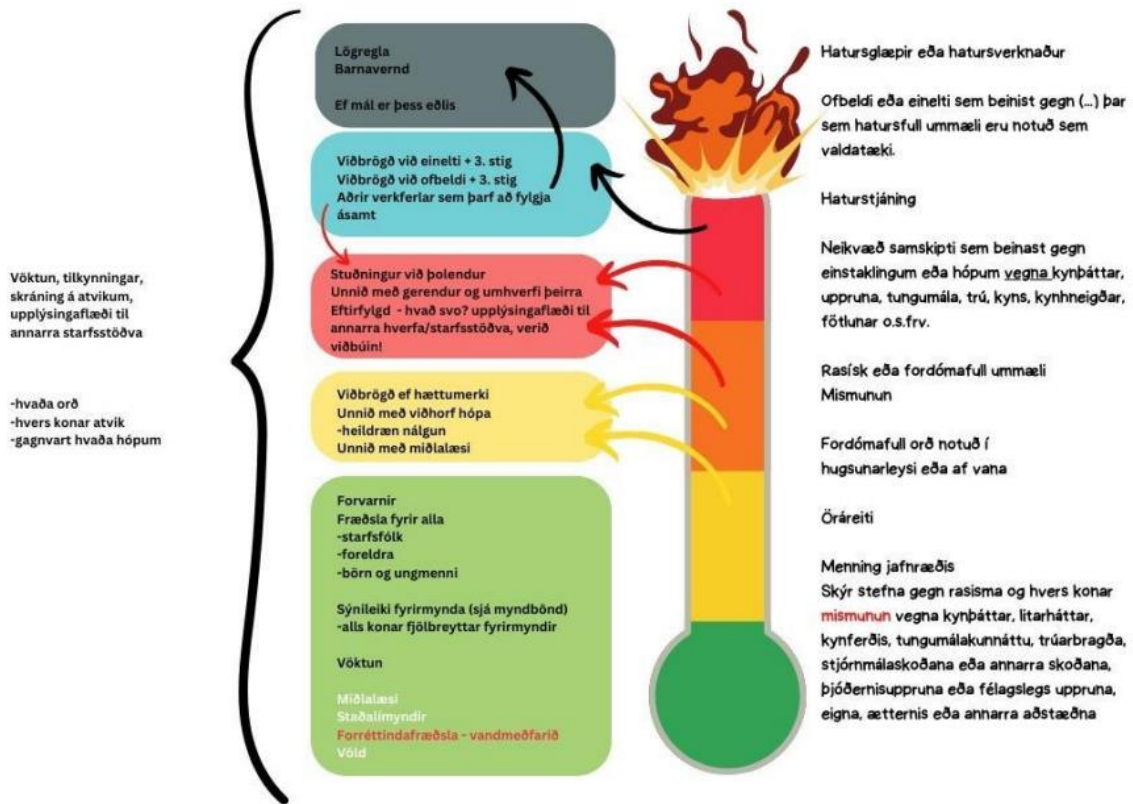 Vöktun, tilkynningar,
skráning á atvikum,
upplýsingaflæði til
annarra starfsstöðva
-hvaða orð
-hvers konar atvik
-gagnvart hvaða hópum
Lögregla
Barnavernd
Ef mál er þess eðlis
Viðbrögð við einelti + 3. stig
Viðbrögð við ofbeldi + 3. stig
Aðrir verkferlar sem þarf að fylgja
ásamt
Stuðningur við þolendur
Unnið með gerendur og umhverfi þeirra
Eftirfylgd - hvað svo? upplýsingaflæði til
annarra hverfa/starfsstöðva, verið
viðbúin!
Viðbrögð ef hættumerki
Unnið með viðhorf hópa
-heildræn nálgun
Unnið með miðlalæsi
Forvarnir
Fræðsla fyrir alla
-starfsfólk
-foreldra
-börn og ungmenni
Sýnileiki fyrirmynda (sjá myndbönd)
-alls konar fjölbreyttar fyrirmyndir
Vöktun
Miðlalæsi
Staðalímyndir
Forréttindafræðsla - vandmeðfarið
Völd
Hatursglæpir eða hatursverknaður
Ofbeldi eða einelti sem beinist gegn (...) þar
sem hatursfull ummæli eru notuð sem
valdatæki.
Haturstjáning
Neikvæð samskipti sem beinast gegn
einstaklingum eða hópum vegna kynþáttar,
uppruna, tungumála, trú, kyns, kynhneigðar,
fötlunar o.s.frv.
Rasísk eða fordómafull ummæli
Mismunun
Fordómafull orð notuð í
hugsunarleysi eða af vana
Öráreiti
Menning jafnræðis
Skýr stefna gegn rasisma og hvers konar
mismunun vegna kynþáttar, litarháttar,
kynferðis, tungumálakunnáttu, trúarbragða,
stjórnmálaskoðana eða annarra skoðana,
þjóðernisuppruna eða félagslegs uppruna,
eigna, ætternis eða annarra aðstæðna